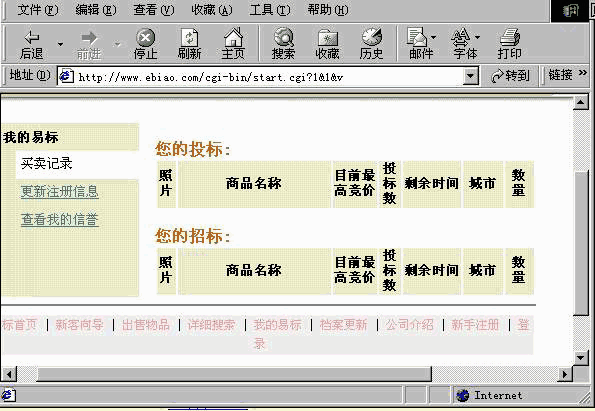 文件(F) 编辑(E) 查看(V) 收藏(A) 工具(T) 帮助(H)
后退 前进 停止 刷新 主页 搜索 收藏 历史 邮件 字体 打印
地址(D) http://www.ebiao.com/cgi-bin/start.cgi?1&1&v 转到 链接 »
我的易标
买卖记录
更新注册信息
查看我的信誉
您的投标:
照片 商品名称 目前最高竞价 投标数 剩余时间 城市 数量
您的招标:
照片 商品名称 目前最高竞价 投标数 剩余时间 城市 数量
标首页 | 新客向导 | 出售物品 | 详细搜索 | 我的易标 | 档案更新 | 公司介绍 | 新手注册 | 登
录
Internet